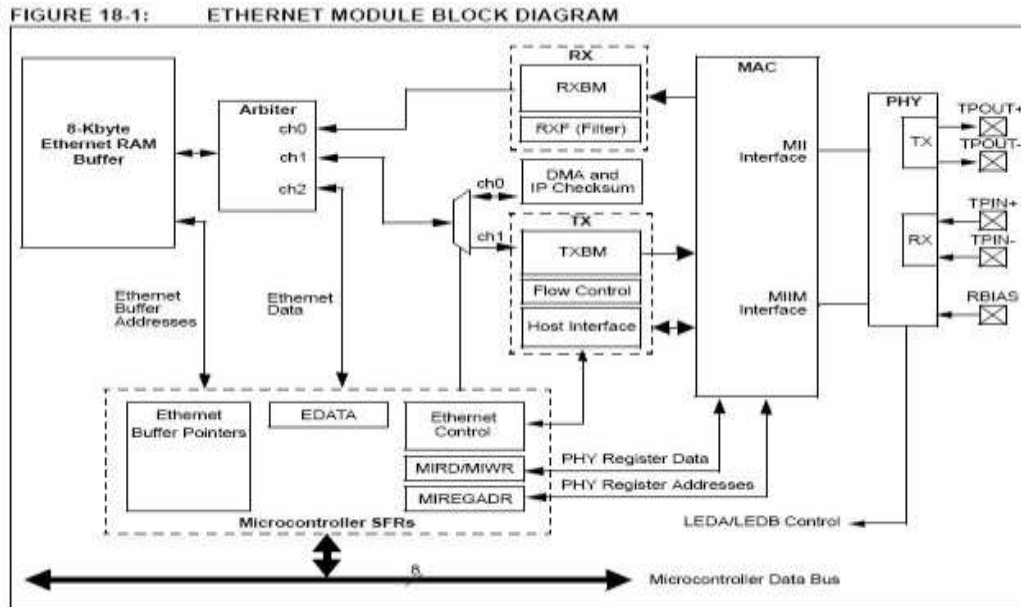 FIGURE 18-1: ETHERNET MODULE BLOCK DIAGRAM
8-Kbyte
Ethernet RAM
Buffer
Arbiter
ch0
ch1
ch2
RX
RXBM
RXF (Filter)
ch0
DMA and
IP Checksum
ch1
TX
TXBM
Flow Control
Host Interface
MAC
MII
Interface
MIIM
Interface
PHY
TX
RX
TPOUT+
TPOUT-
TPIN+
TPIN-
RBIAS
Ethernet
Buffer
Addresses
Ethernet
Data
Ethernet
Buffer Pointers
EDATA
Ethernet
Control
MIRD/MIWR
MIREGADR
Microcontroller SFRs
PHY Register Data
PHY Register Addresses
LEDA/LEDB Control
8
Microcontroller Data Bus